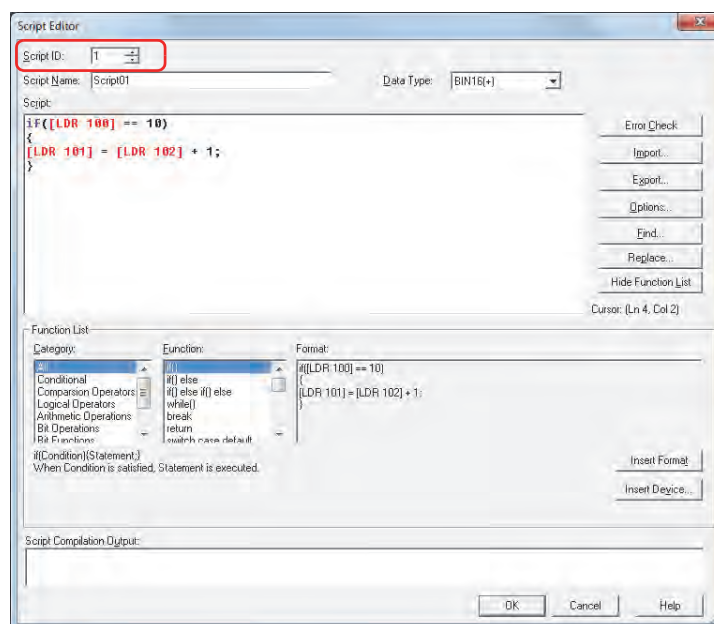 Script Editor
Script ID: 1
Script Name: Script01 Data Type: BIN16(+)
Script:
if([LDR 100] == 10)
{
[LDR 101] = [LDR 102] + 1;
}
Error Check
Import...
Export...
Options...
Find...
Replace...
Hide Function List
Cursor: (Ln 4, Col 2)
Function List
Category: Function: Format:
All
Conditional
Comparsion Operators
Logical Operators
Arithmetic Operations
Bit Operations
Bit Functions
if()
if() else
if() else if() else
while()
break
return
switch case default
if([LDR 100] == 10)
{
[LDR 101] = [LDR 102] + 1;
}
if(Condition){Statement;}
When Condition is satisfied, Statement is executed.
Insert Format
Insert Device...
Script Compilation Output:
OK Cancel Help